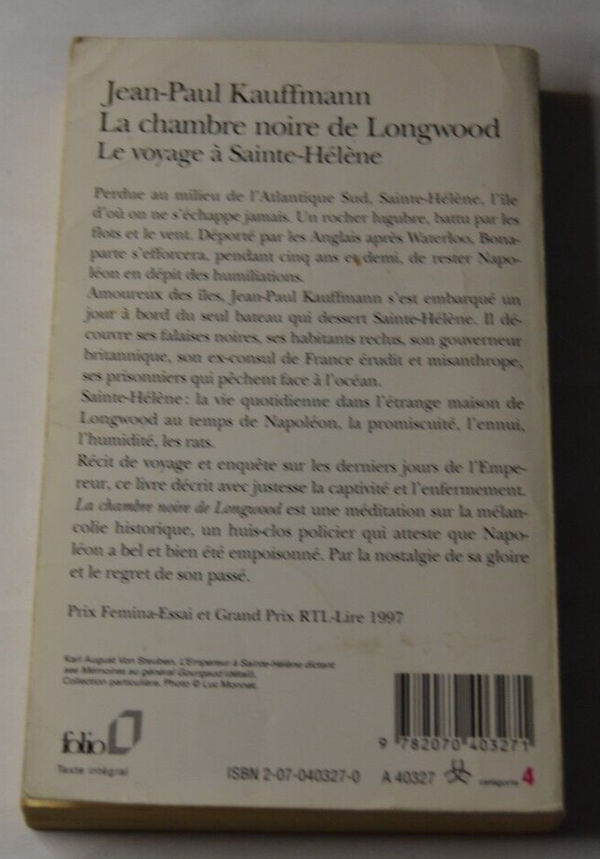 Jean-Paul Kauffmann
La chambre noire de Longwood
Le voyage à Sainte-Hélène
Perdue au milieu de l'Atlantique Sud, Sainte-Hélène, l'île
d'où on ne s'échappe jamais. Un rocher lugubre, battu par les
flots et le vent. Déporté par les Anglais après Waterloo, Bona-
parte s'efforcera, pendant cinq ans et demi, de rester Napo-
léon en dépit des humiliations.
Amoureux des îles, Jean-Paul Kauffmann s'est embarqué un
jour à bord du seul bateau qui dessert Sainte-Hélène. Il dé-
couvre ses falaises noires, ses habitants reclus, son gouverneur
britannique, son ex-consul de France érudit et misanthrope,
ses prisonniers qui pêchent face à l'océan.
Sainte-Hélène : la vie quotidienne dans l'étrange maison de
Longwood au temps de Napoléon, la promiscuité, l'ennui,
l'humidité, les rats.
Récit de voyage et enquête sur les derniers jours de l'Empe-
reur, ce livre décrit avec justesse la captivité et l'enfermement.
La chambre noire de Longwood est une méditation sur la mélan-
colie historique, un huis-clos policier qui atteste que Napo-
léon a bel et bien été empoisonné. Par la nostalgie de sa gloire
et le regret de son passé.
Prix Femina-Essai et Grand Prix RTL-Lire 1997
Karl August Von Steuben, L'Empereur à Sainte-Hélène dictant
ses Mémoires au général Gourgaud (détail).
Collection particulière. Photo © Luc Monnet.
folio
Texte intégral
9 782070 403271
ISBN 2-07-040327-0 A 40327 catégorie 4